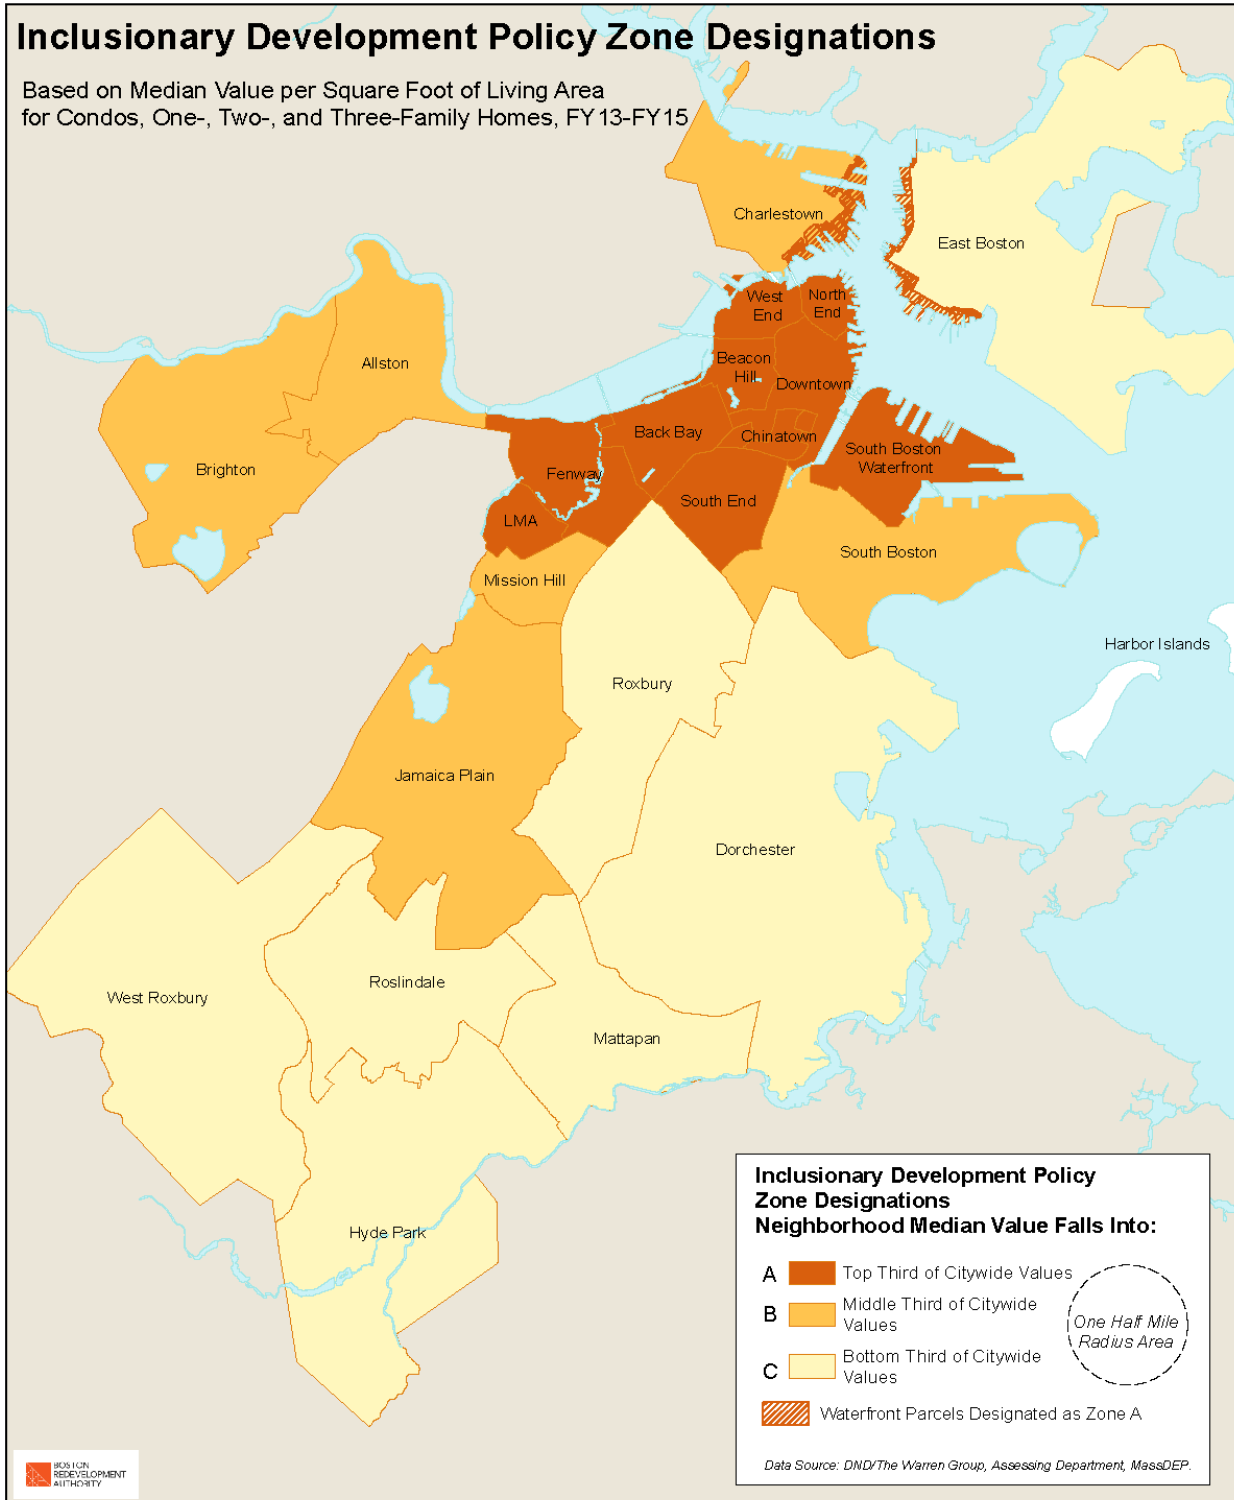 Inclusionary Development Policy Zone Designations
Based on Median Value per Square Foot of Living Area
for Condos, One-, Two-, and Three-Family Homes, FY13-FY15
Charlestown
East Boston
West
End
North
End
Allston
Beacon
Hill
Downtown
Back Bay
Chinatown
South Boston
Waterfront
Brighton
Fenway
South End
LMA
South Boston
Mission Hill
Harbor Islands
Roxbury
Jamaica Plain
Dorchester
Roslindale
West Roxbury
Mattapan
Hyde Park
Inclusionary Development Policy
Zone Designations
Neighborhood Median Value Falls Into:
A Top Third of Citywide Values
B Middle Third of Citywide
Values
C Bottom Third of Citywide
Values
One Half Mile
Radius Area
Waterfront Parcels Designated as Zone A
Data Source: DND/The Warren Group, Assessing Department, MassDEP.
BOSTON
REDEVELOPMENT
AUTHORITY